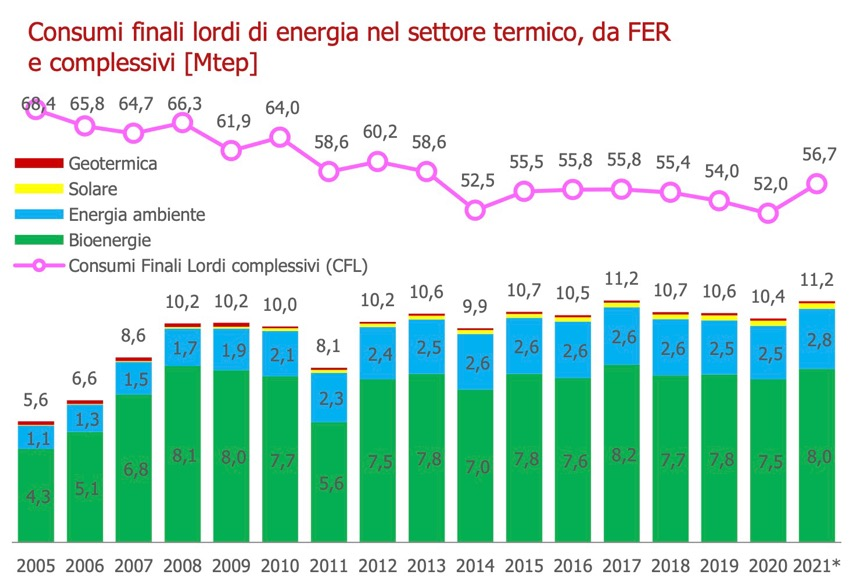 Consumi finali lordi di energia nel settore termico, da FER
e complessivi [Mtep]
68,4 65,8 64,7 66,3 61,9 64,0 58,6 60,2 58,6 52,5 55,5 55,8 55,8 55,4 54,0 52,0 56,7
Geotermica
Solare
Energia ambiente
Bioenergie
Consumi Finali Lordi complessivi (CFL)
5,6 6,6 8,6 10,2 10,2 10,0 8,1 10,2 10,6 9,9 10,7 10,5 11,2 10,7 10,6 10,4 11,2
1,1 1,3 1,5 1,7 1,9 2,1 2,3 2,4 2,5 2,6 2,6 2,6 2,6 2,6 2,5 2,5 2,8
4,3 5,1 6,8 8,1 8,0 7,7 5,6 7,5 7,8 7,0 7,8 7,6 8,2 7,7 7,8 7,5 8,0
2005 2006 2007 2008 2009 2010 2011 2012 2013 2014 2015 2016 2017 2018 2019 2020 2021*